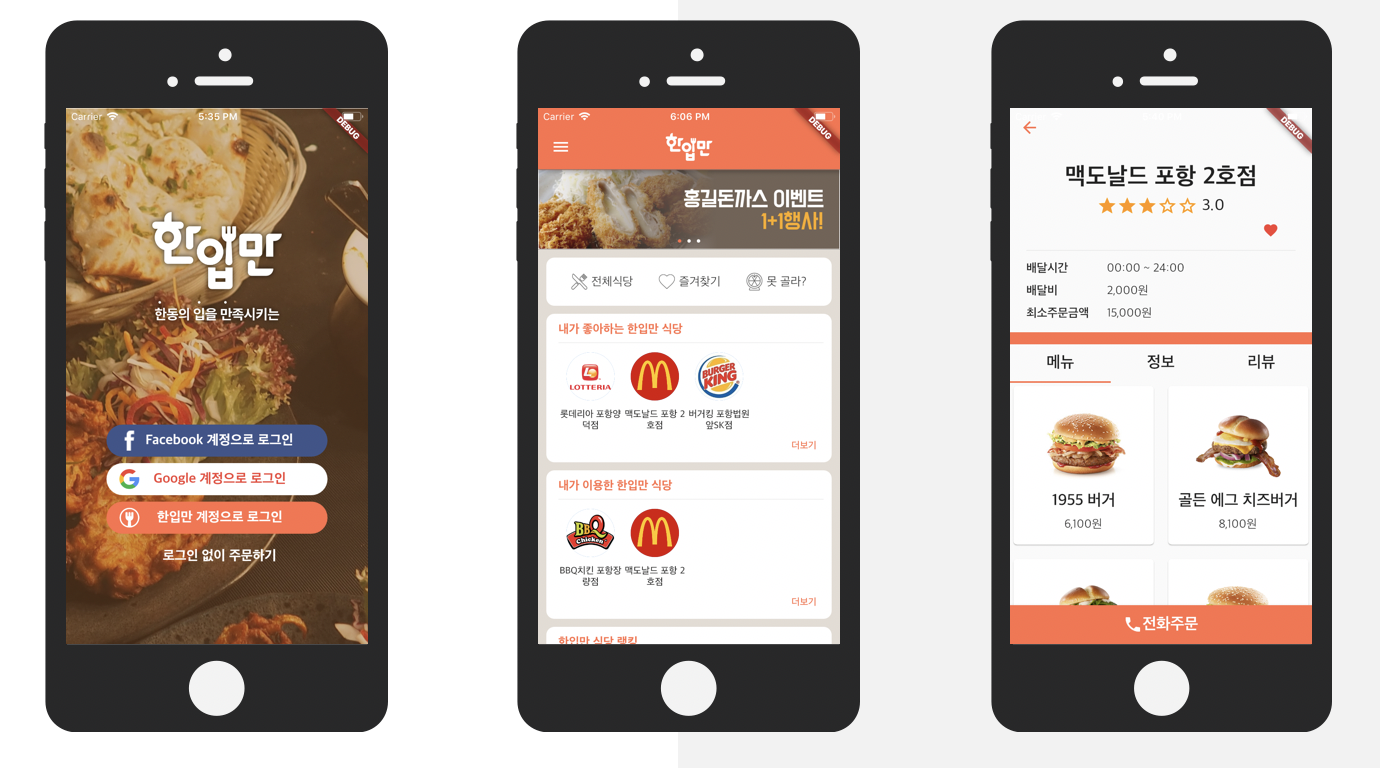 Carrier
5:35 PM
DEBUG
한입만
한동의 입을 만족시키는
Facebook 계정으로 로그인
Google 계정으로 로그인
한입만 계정으로 로그인
로그인 없이 주문하기
Carrier
6:06 PM
DEBUG
한입만
홍길돈까스 이벤트
1+1행사!
전체식당
즐겨찾기
못 골라?
내가 좋아하는 한입만 식당
LOTTERIA
BURGER
KING
롯데리아 포항양
덕점
맥도날드 포항 2
호점
버거킹 포항법원
앞SK점
더보기
내가 이용한 한입만 식당
BBQ
Chicken
BBQ치킨 포항장
량점
맥도날드 포항 2
호점
더보기
한입만 식당 랭킹
DEBUG
맥도날드 포항 2호점
3.0
배달시간 00:00 ~ 24:00
배달비 2,000원
최소주문금액 15,000원
메뉴
정보
리뷰
1955 버거
6,100원
골든 에그 치즈버거
8,100원
전화주문